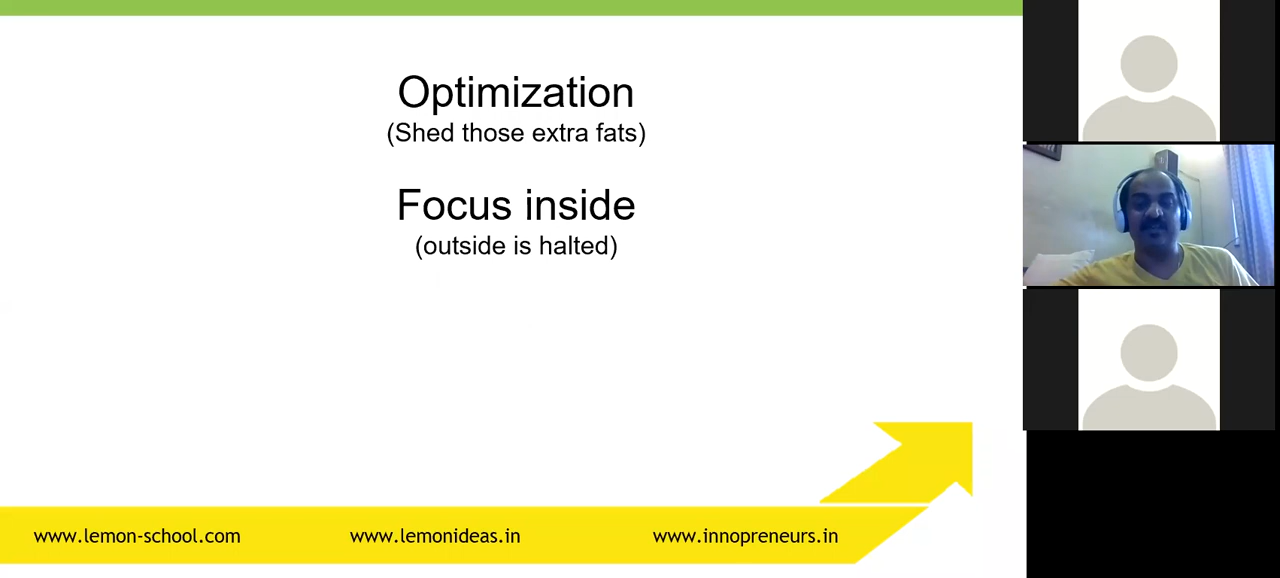 Optimization
(Shed those extra fats)
Focus inside
(outside is halted)
www.lemon-school.com
www.lemonideas.in
www.innopreneurs.in